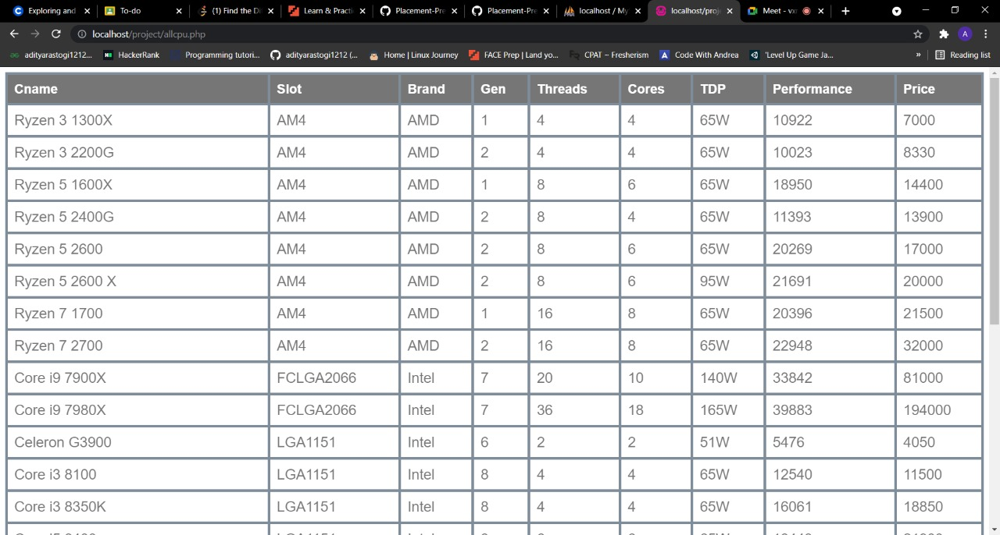 Exploring and To-do (1) Find the Di Learn & Practi Placement-Pre Placement-Pre localhost / My localhost/proj Meet - vxr
localhost/project/allcpu.php
adityarastogi1212... HackerRank Programming tutori... adityarastogi1212 (... Home | Linux Journey FACE Prep | Land yo... CPAT – Fresherism Code With Andrea 'Level Up Game Ja... » Reading list
Cname Slot Brand Gen Threads Cores TDP Performance Price
Ryzen 3 1300X AM4 AMD 1 4 4 65W 10922 7000
Ryzen 3 2200G AM4 AMD 2 4 4 65W 10023 8330
Ryzen 5 1600X AM4 AMD 1 8 6 65W 18950 14400
Ryzen 5 2400G AM4 AMD 2 8 4 65W 11393 13900
Ryzen 5 2600 AM4 AMD 2 8 6 65W 20269 17000
Ryzen 5 2600 X AM4 AMD 2 8 6 95W 21691 20000
Ryzen 7 1700 AM4 AMD 1 16 8 65W 20396 21500
Ryzen 7 2700 AM4 AMD 2 16 8 65W 22948 32000
Core i9 7900X FCLGA2066 Intel 7 20 10 140W 33842 81000
Core i9 7980X FCLGA2066 Intel 7 36 18 165W 39883 194000
Celeron G3900 LGA1151 Intel 6 2 2 51W 5476 4050
Core i3 8100 LGA1151 Intel 8 4 4 65W 12540 11500
Core i3 8350K LGA1151 Intel 8 4 4 65W 16061 18850